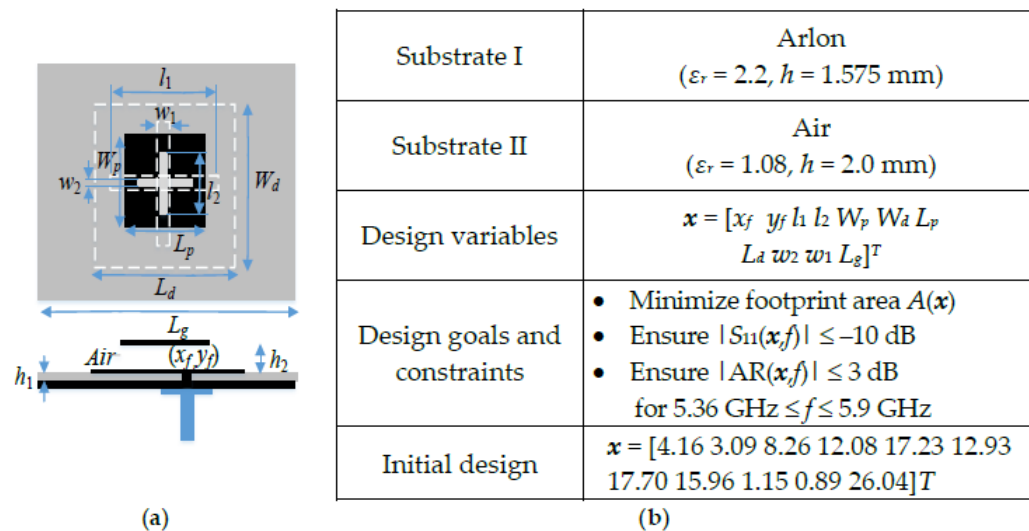 l1
w1
Wp
w2
l2
Wd
Lp
Ld
Lg
Air
(xf, yf)
h1
h2
(a)
Substrate I
Arlon
(εr = 2.2, h = 1.575 mm)
Substrate II
Air
(εr = 1.08, h = 2.0 mm)
Design variables
x = [xf yf l1 l2 Wp Wd Lp
Ld w2 w1 Lg]T
Design goals and
constraints
• Minimize footprint area A(x)
• Ensure |S11(x,f)| ≤ –10 dB
• Ensure |AR(x,f)| ≤ 3 dB
for 5.36 GHz ≤ f ≤ 5.9 GHz
Initial design
x = [4.16 3.09 8.26 12.08 17.23 12.93
17.70 15.96 1.15 0.89 26.04]T
(b)